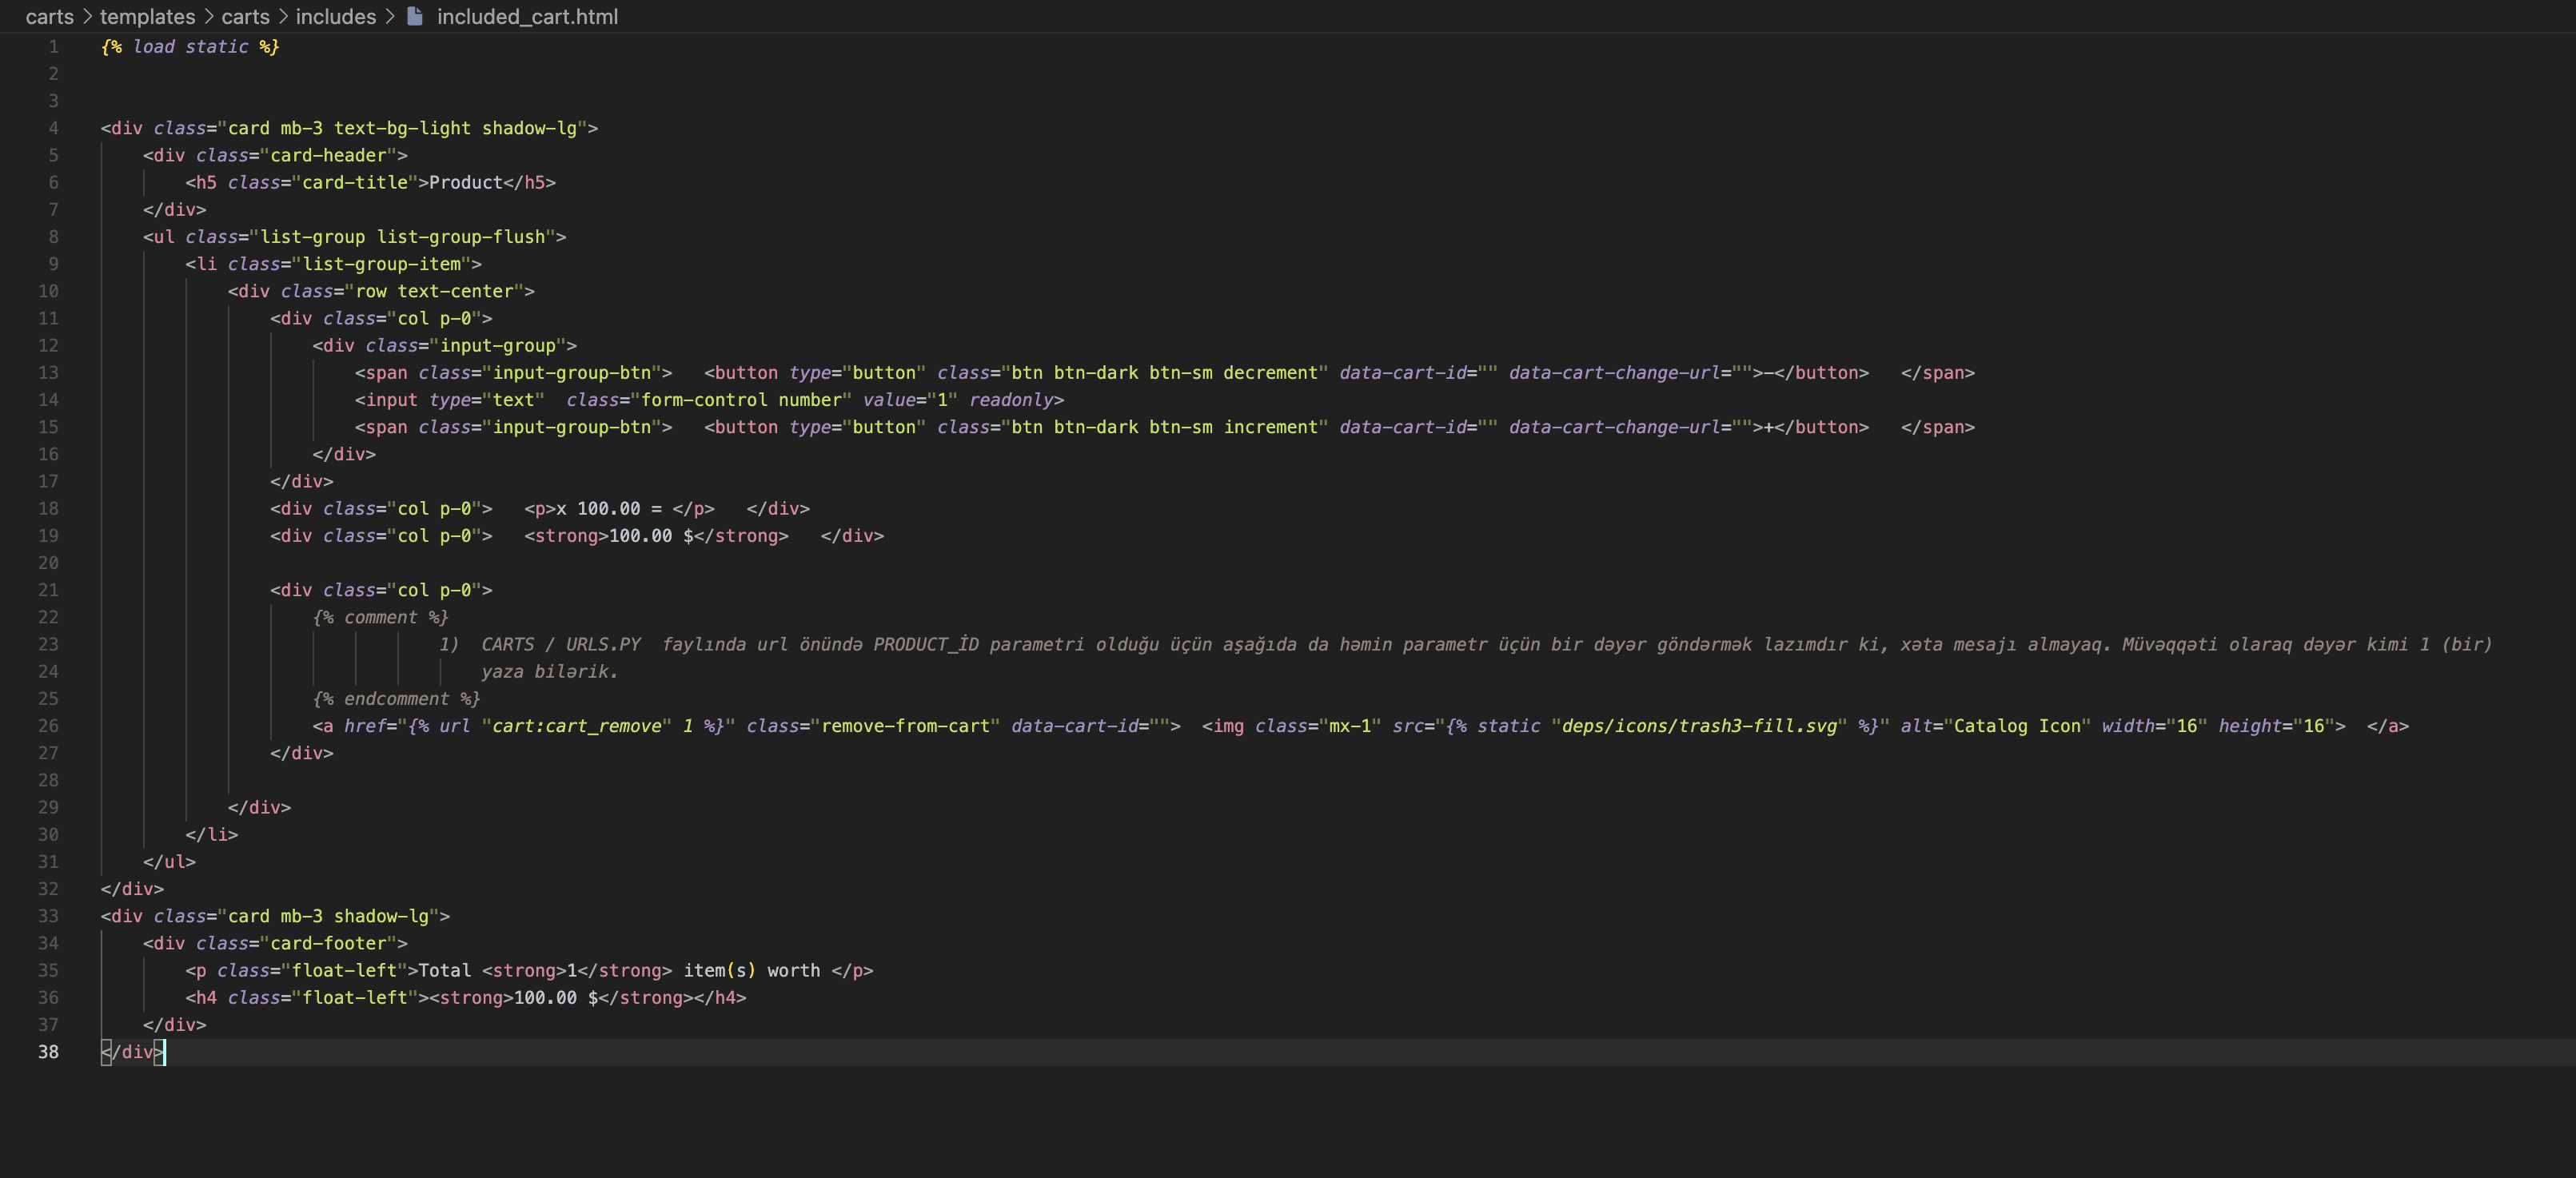 carts > templates > carts > includes > included_cart.html
1 {% load static %}
2
3
4 <div class="card mb-3 text-bg-light shadow-lg">
5     <div class="card-header">
6         <h5 class="card-title">Product</h5>
7     </div>
8     <ul class="list-group list-group-flush">
9         <li class="list-group-item">
10             <div class="row text-center">
11                 <div class="col p-0">
12                     <div class="input-group">
13                         <span class="input-group-btn">   <button type="button" class="btn btn-dark btn-sm decrement" data-cart-id="" data-cart-change-url="">-</button>   </span>
14                         <input type="text"  class="form-control number" value="1" readonly>
15                         <span class="input-group-btn">   <button type="button" class="btn btn-dark btn-sm increment" data-cart-id="" data-cart-change-url="">+</button>   </span>
16                     </div>
17                 </div>
18                 <div class="col p-0">   <p>x 100.00 = </p>   </div>
19                 <div class="col p-0">   <strong>100.00 $</strong>   </div>
20
21                 <div class="col p-0">
22                     {% comment %}
23                                 1)  CARTS / URLS.PY  faylında url önündə PRODUCT_İD parametri olduğu üçün aşağıda da həmin parametr üçün bir dəyər göndərmək lazımdır ki, xəta mesajı almayaq. Müvəqqəti olaraq dəyər kimi 1 (bir)
24                                     yaza bilərik.
25                     {% endcomment %}
26                     <a href="{% url "cart:cart_remove" 1 %}" class="remove-from-cart" data-cart-id="">  <img class="mx-1" src="{% static "deps/icons/trash3-fill.svg" %}" alt="Catalog Icon" width="16" height="16">  </a>
27                 </div>
28
29             </div>
30         </li>
31     </ul>
32 </div>
33 <div class="card mb-3 shadow-lg">
34     <div class="card-footer">
35         <p class="float-left">Total <strong>1</strong> item(s) worth </p>
36         <h4 class="float-left"><strong>100.00 $</strong></h4>
37     </div>
38 </div>